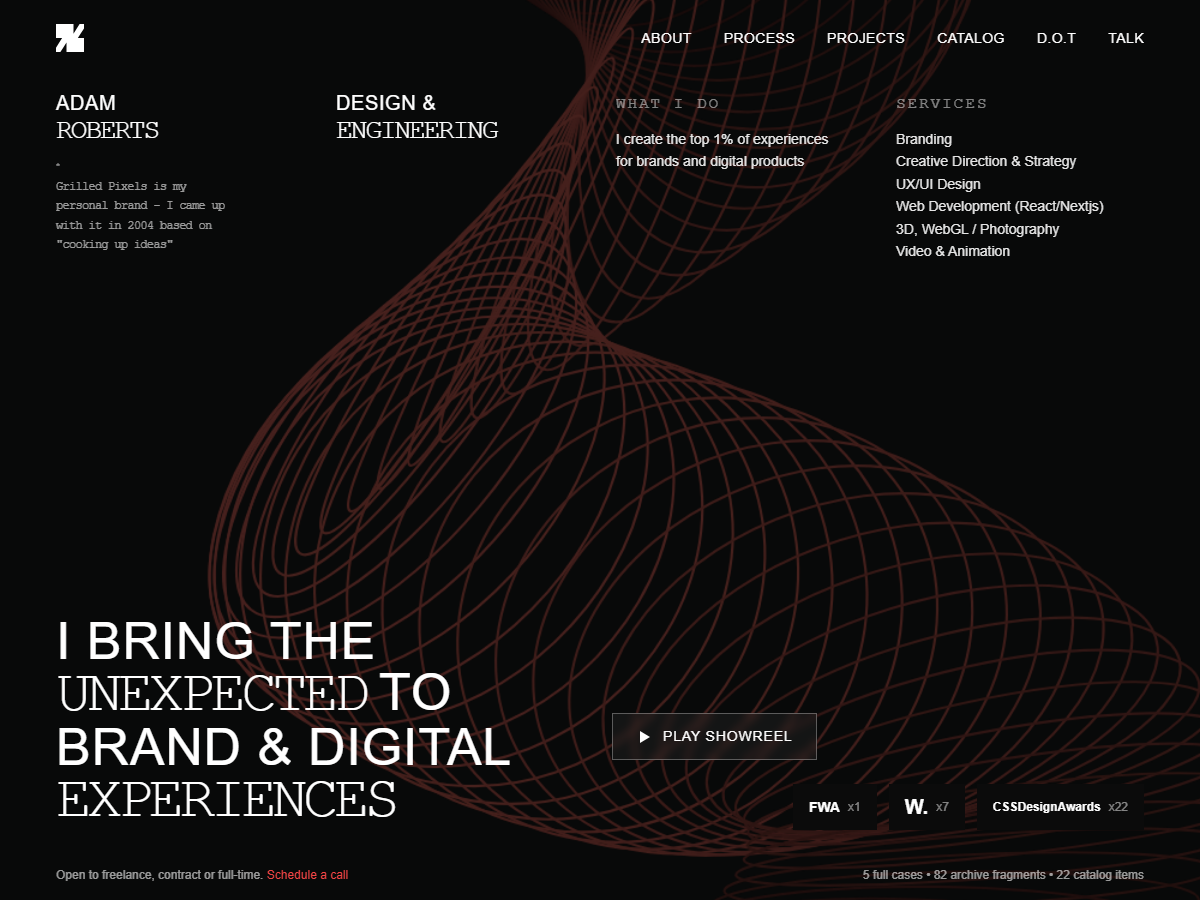 ABOUT PROCESS PROJECTS CATALOG D.O.T TALK
ADAM
ROBERTS
Grilled Pixels is my
personal brand - I came up
with it in 2004 based on
"cooking up ideas"
DESIGN &
ENGINEERING
WHAT I DO
I create the top 1% of experiences
for brands and digital products
SERVICES
Branding
Creative Direction & Strategy
UX/UI Design
Web Development (React/Nextjs)
3D, WebGL / Photography
Video & Animation
I BRING THE
UNEXPECTED TO
BRAND & DIGITAL
EXPERIENCES
PLAY SHOWREEL
FWA x1
W. x7
CSSDesignAwards x22
Open to freelance, contract or full-time. Schedule a call
5 full cases • 82 archive fragments • 22 catalog items